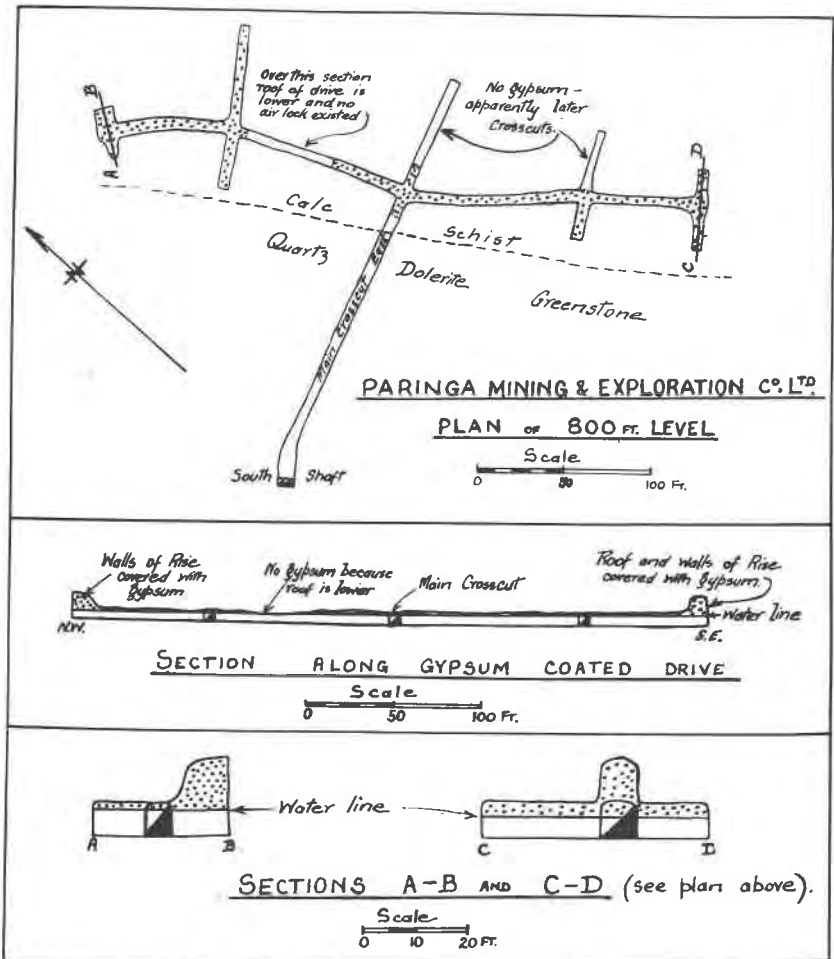 B
A
Over this section
roof of drive is
lower and no
air lock existed
No gypsum -
apparently later
Crosscuts.
D
C
Calc Schist
Quartz Dolerite
Greenstone
Main Crosscut East
South Shaft
PARINGA MINING & EXPLORATION CO. LTD.
PLAN OF 800 FT. LEVEL
Scale
0 50 100 FT.
Walls of Rise
covered with
gypsum
No gypsum because
roof is lower
Main Crosscut
Roof and walls of Rise
covered with gypsum.
Water line
N.W.
S.E.
SECTION ALONG GYPSUM COATED DRIVE
Scale
0 50 100 FT.
Water line
A B C D
SECTIONS A-B AND C-D (see plan above).
Scale
0 10 20 FT.